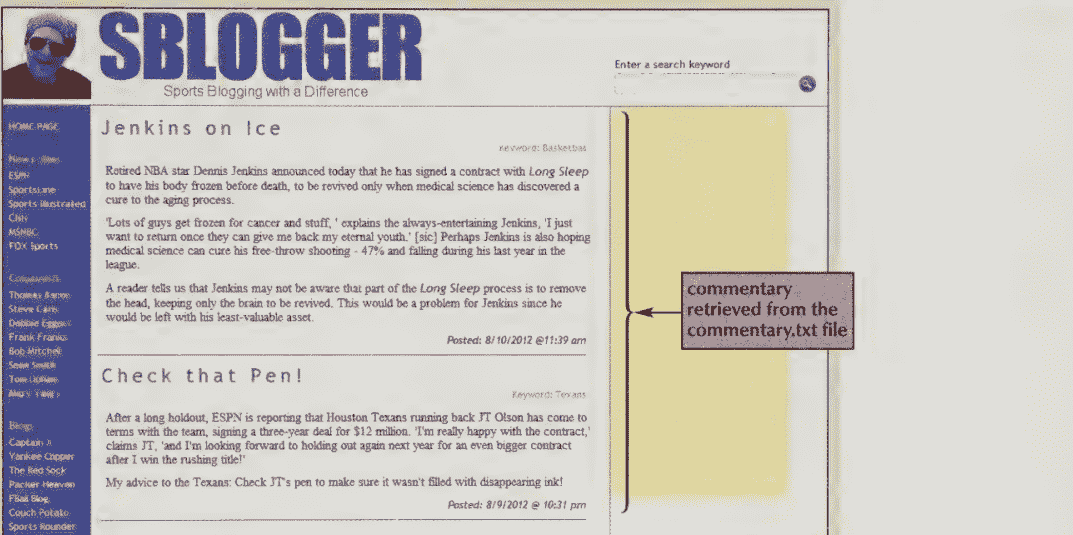 SBLOGGER
Sports Blogging with a Difference
Enter a search keyword
HOME PAGE
ESPN
SportsLine
Sports Illustrated
CNN
MSNBC
FOX Sports
Columnists
Steve Caris
Debbie
Frank Franks
Bob Mitchell
Sean Smith
Tom
Blogs
Captain
Yankee Clipper
The Red Sock
Packer Heaven
FBall Blog
Couch Potato
Sports Rounder
Jenkins on Ice
Keyword: Basketbal
Retired NBA star Dennis Jenkins announced today that he has signed a contract with Long Sleep
to have his body frozen before death, to be revived only when medical science has discovered a
cure to the aging process.
'Lots of guys get frozen for cancer and stuff, ' explains the always-entertaining Jenkins, 'I just
want to return once they can give me back my eternal youth.' [sic] Perhaps Jenkins is also hoping
medical science can cure his free-throw shooting - 47% and falling during his last year in the
league.
A reader tells us that Jenkins may not be aware that part of the Long Sleep process is to remove
the head, keeping only the brain to be revived. This would be a problem for Jenkins since he
would be left with his least-valuable asset.
Posted: 8/10/2012 @11:39 am
Check that Pen!
Keyword: Texans
After a long holdout, ESPN is reporting that Houston Texans running back JT Olson has come to
terms with the team, signing a three-year deal for $12 million. 'I'm really happy with the contract,'
claims JT, 'and I'm looking forward to holding out again next year for an even bigger contract
after I win the rushing title!'
My advice to the Texans: Check JT's pen to make sure it wasn't filled with disappearing ink!
Posted: 8/9/2012 @ 10:31 pm
commentary
retrieved from the
commentary.txt file